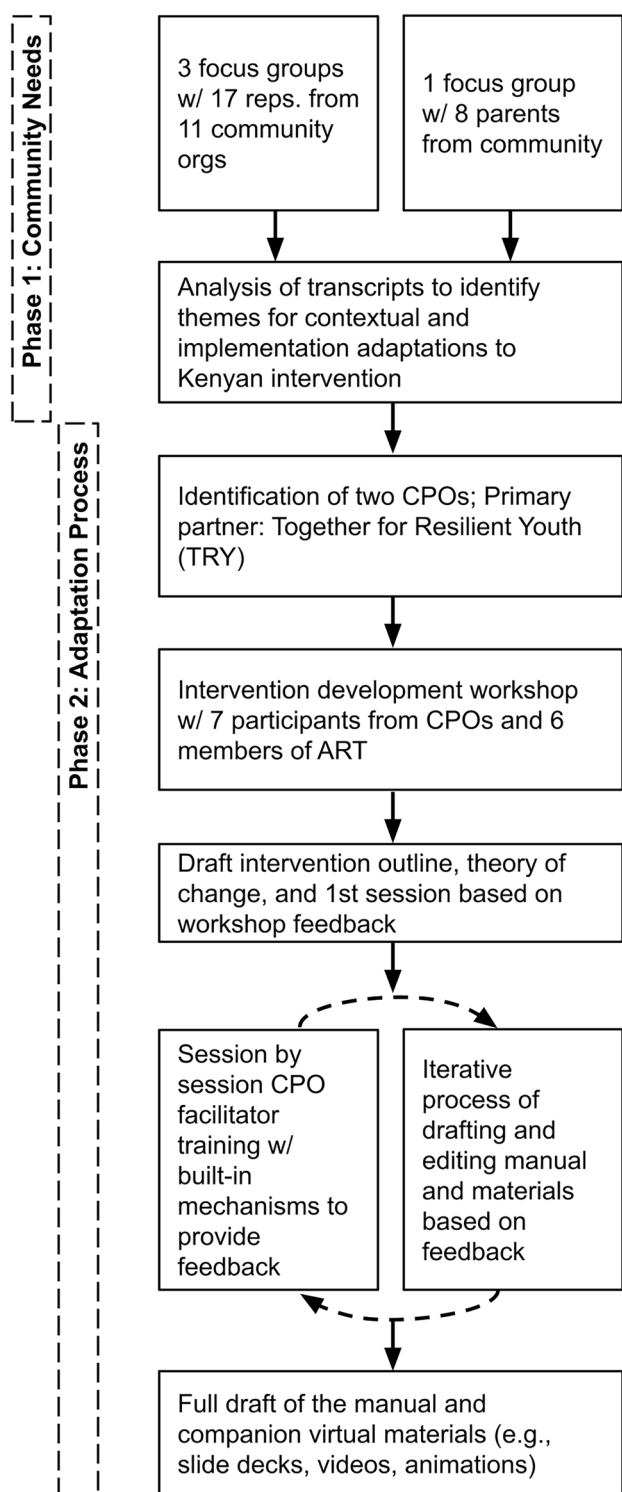 Phase 1: Community Needs
3 focus groups
w/ 17 reps. from
11 community
orgs
1 focus group
w/ 8 parents
from community
Analysis of transcripts to identify
themes for contextual and
implementation adaptations to
Kenyan intervention
Phase 2: Adaptation Process
Identification of two CPOs; Primary
partner: Together for Resilient Youth
(TRY)
Intervention development workshop
w/ 7 participants from CPOs and 6
members of ART
Draft intervention outline, theory of
change, and 1st session based on
workshop feedback
Session by
session CPO
facilitator
training w/
built-in
mechanisms to
provide
feedback
Iterative
process of
drafting and
editing manual
and materials
based on
feedback
Full draft of the manual and
companion virtual materials (e.g.,
slide decks, videos, animations)